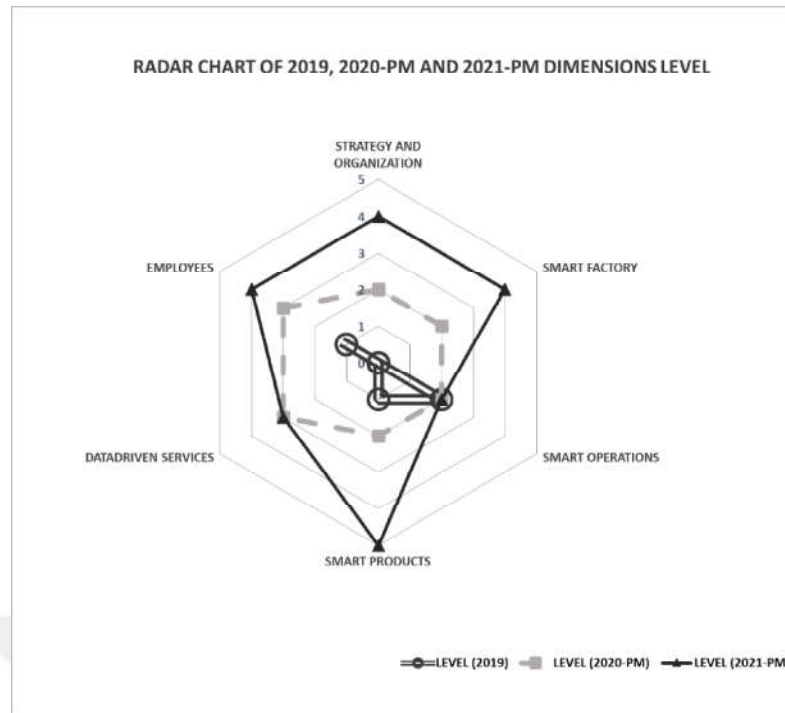 RADAR CHART OF 2019, 2020-PM AND 2021-PM DIMENSIONS LEVEL
STRATEGY AND
ORGANIZATION
5
4
EMPLOYEES
SMART FACTORY
3
2
1
0
DATADRIVEN SERVICES
SMART OPERATIONS
SMART PRODUCTS
LEVEL (2019) LEVEL (2020-PM) LEVEL (2021-PM